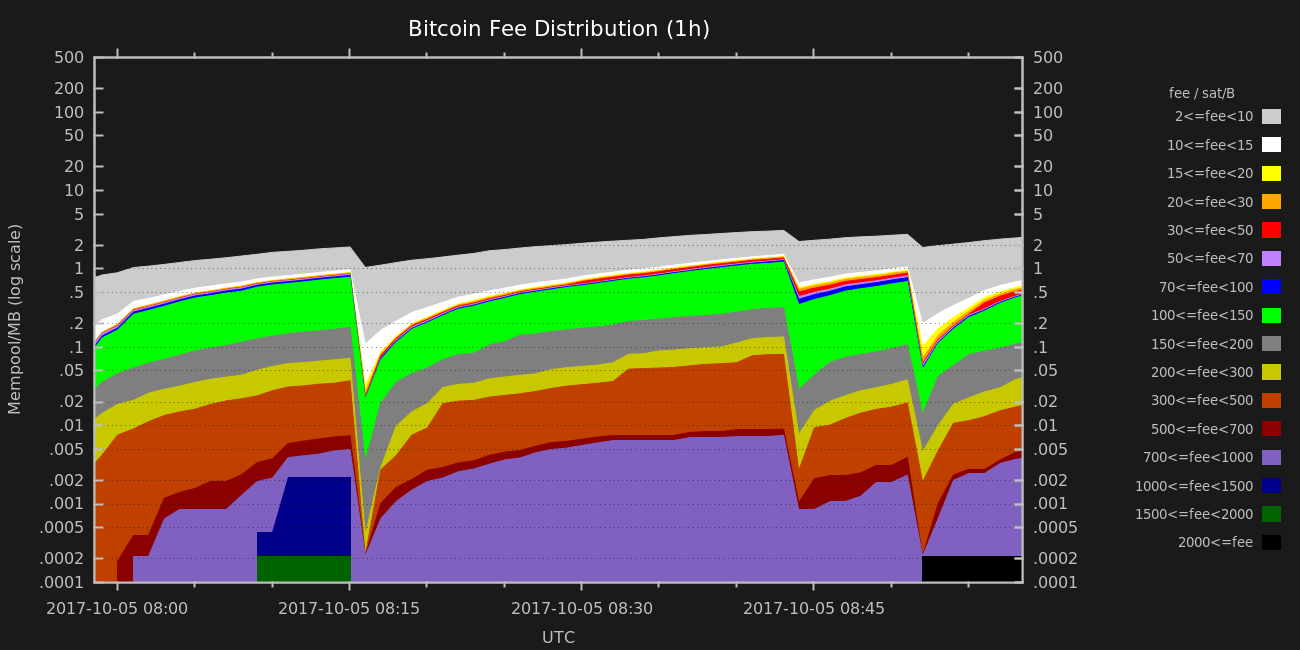 Bitcoin Fee Distribution (1h)
500 500
200 200
100 100
50 50
20 20
10 10
5 5
2 2
1 1
.5 .5
.2 .2
.1 .1
.05 .05
.02 .02
.01 .01
.005 .005
.002 .002
.001 .001
.0005 .0005
.0002 .0002
.0001 .0001
Mempool/MB (log scale)
2017-10-05 08:00 2017-10-05 08:15 2017-10-05 08:30 2017-10-05 08:45
UTC
fee / sat/B
2<=fee<10
10<=fee<15
15<=fee<20
20<=fee<30
30<=fee<50
50<=fee<70
70<=fee<100
100<=fee<150
150<=fee<200
200<=fee<300
300<=fee<500
500<=fee<700
700<=fee<1000
1000<=fee<1500
1500<=fee<2000
2000<=fee